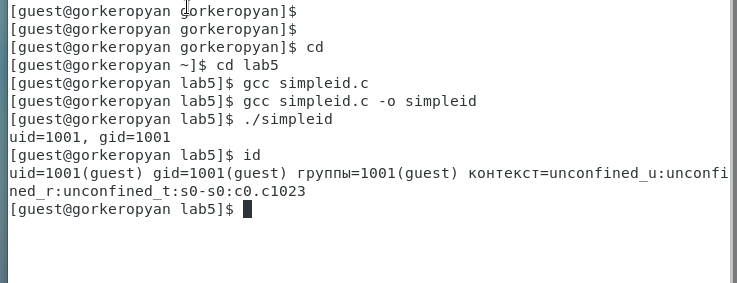 [guest@gorkeropyan gorkeropyan]$
[guest@gorkeropyan gorkeropyan]$
[guest@gorkeropyan gorkeropyan]$ cd
[guest@gorkeropyan ~]$ cd lab5
[guest@gorkeropyan lab5]$ gcc simpleid.c
[guest@gorkeropyan lab5]$ gcc simpleid.c -o simpleid
[guest@gorkeropyan lab5]$ ./simpleid
uid=1001, gid=1001
[guest@gorkeropyan lab5]$ id
uid=1001(guest) gid=1001(guest) группы=1001(guest) контекст=unconfined_u:unconfi
ned_r:unconfined_t:s0-s0:c0.c1023
[guest@gorkeropyan lab5]$